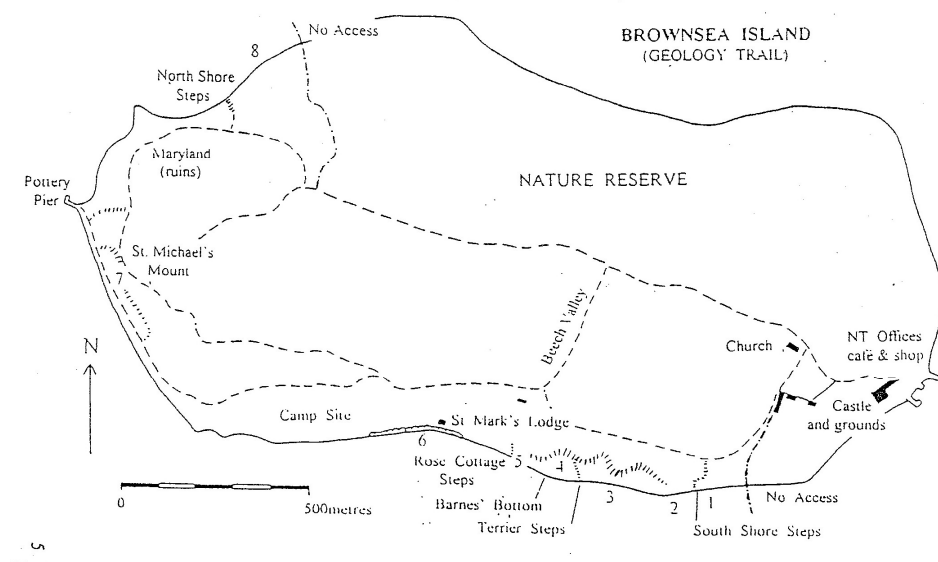 BROWNSEA ISLAND
(GEOLOGY TRAIL)
No Access
8
North Shore
Steps
Maryland
(ruins)
Pottery
Pier
NATURE RESERVE
St. Michael's
Mount
7
Beech Valley
Church
NT Offices
café & shop
Castle
and grounds
N
Camp Site
St Mark's Lodge
6
Rose Cottage
Steps
5
4
3
2
1
Barnes' Bottom
Terrier Steps
South Shore Steps
No Access
0
500metres
5